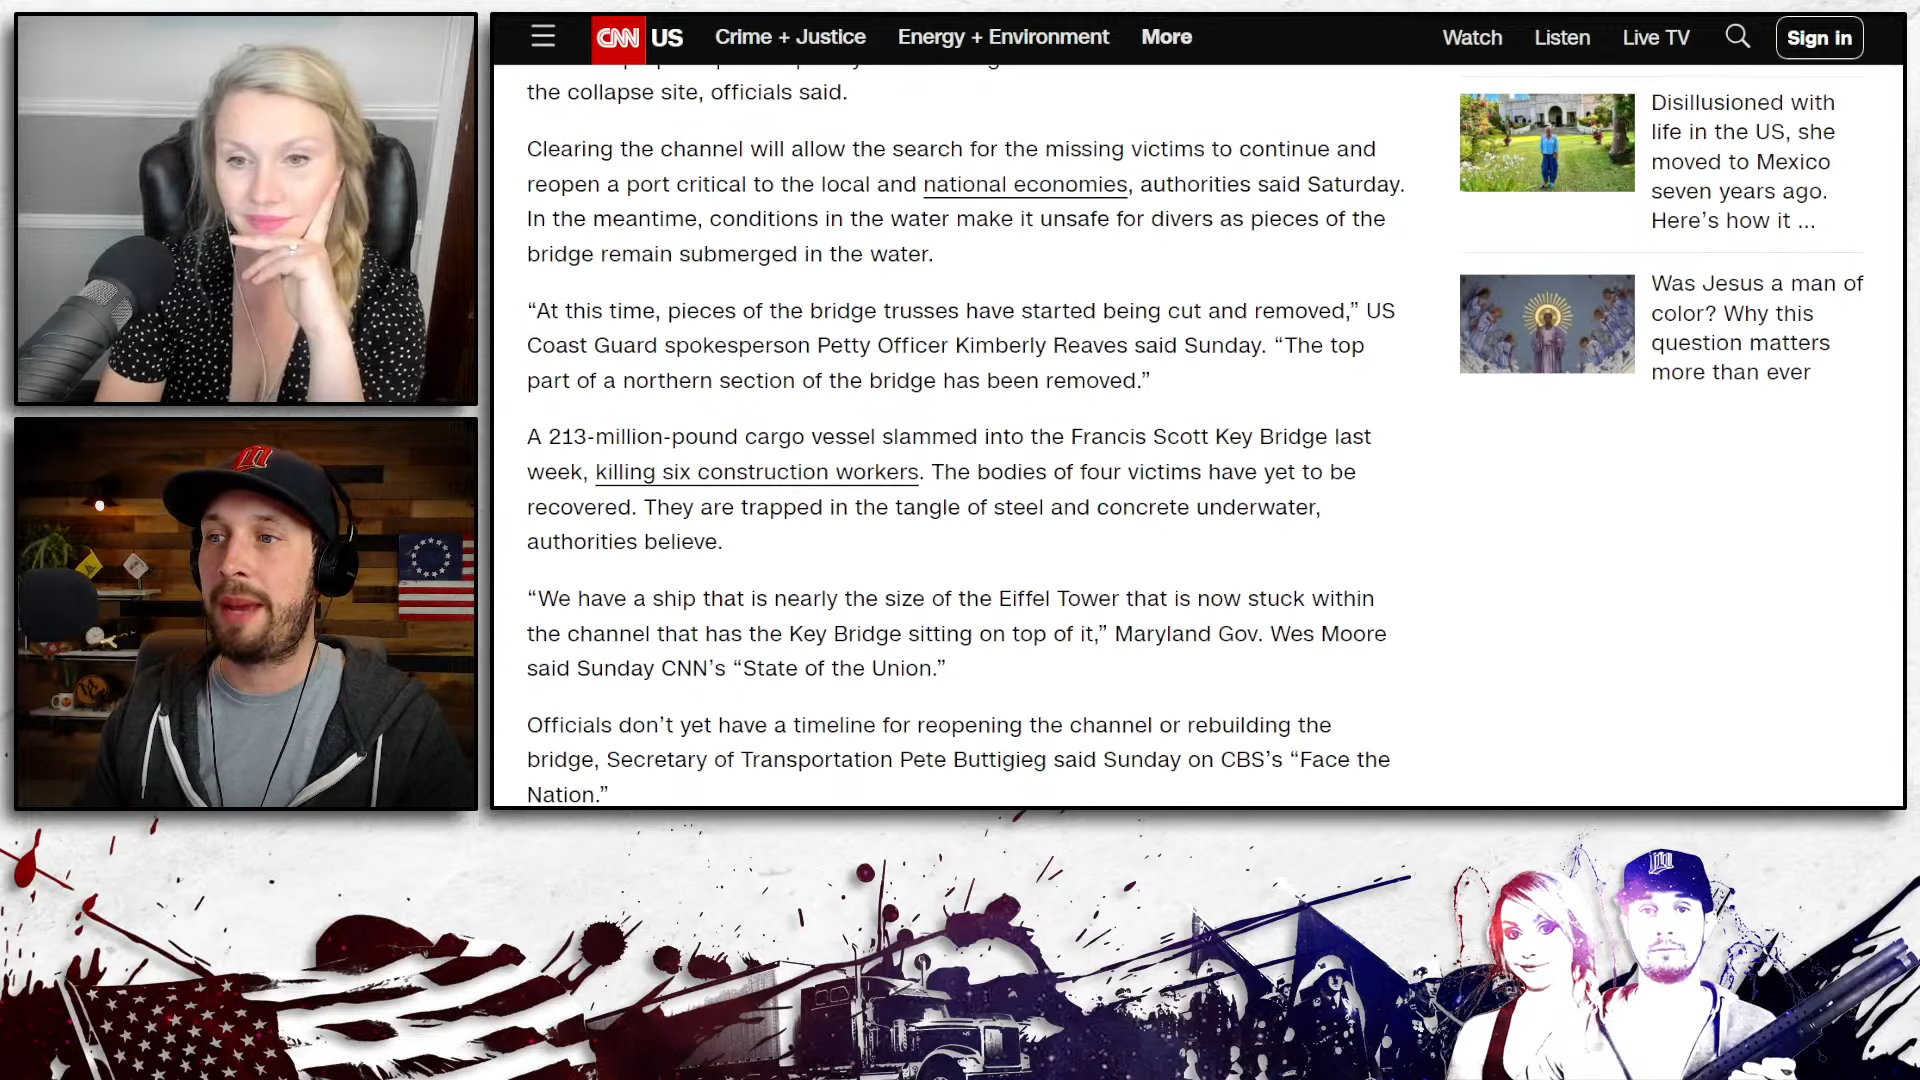 CNN US Crime + Justice Energy + Environment More Watch Listen Live TV Sign in
the collapse site, officials said.
Clearing the channel will allow the search for the missing victims to continue and
reopen a port critical to the local and national economies, authorities said Saturday.
In the meantime, conditions in the water make it unsafe for divers as pieces of the
bridge remain submerged in the water.
“At this time, pieces of the bridge trusses have started being cut and removed,” US
Coast Guard spokesperson Petty Officer Kimberly Reaves said Sunday. “The top
part of a northern section of the bridge has been removed.”
A 213-million-pound cargo vessel slammed into the Francis Scott Key Bridge last
week, killing six construction workers. The bodies of four victims have yet to be
recovered. They are trapped in the tangle of steel and concrete underwater,
authorities believe.
“We have a ship that is nearly the size of the Eiffel Tower that is now stuck within
the channel that has the Key Bridge sitting on top of it,” Maryland Gov. Wes Moore
said Sunday CNN’s “State of the Union.”
Officials don’t yet have a timeline for reopening the channel or rebuilding the
bridge, Secretary of Transportation Pete Buttigieg said Sunday on CBS’s “Face the
Nation.”
Disillusioned with
life in the US, she
moved to Mexico
seven years ago.
Here’s how it ...
Was Jesus a man of
color? Why this
question matters
more than ever